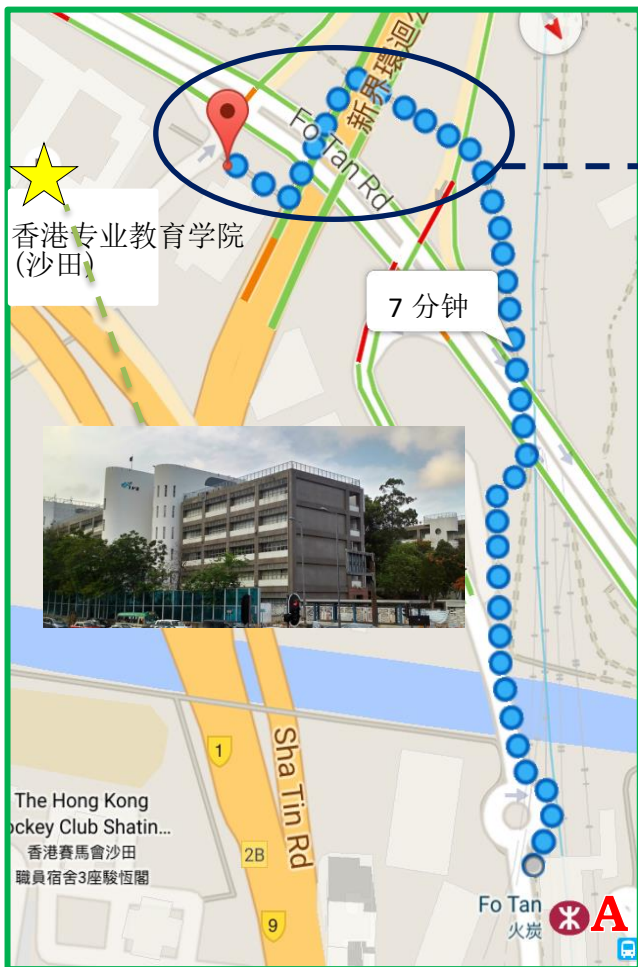 新界環迴公
Fo Tan Rd
香港专业教育学院
(沙田)
7 分钟
1
Sha Tin Rd
The Hong Kong
ockey Club Shatin...
香港賽馬會沙田
職員宿舍3座駿恆閣
2B
9
Fo Tan
火炭
A